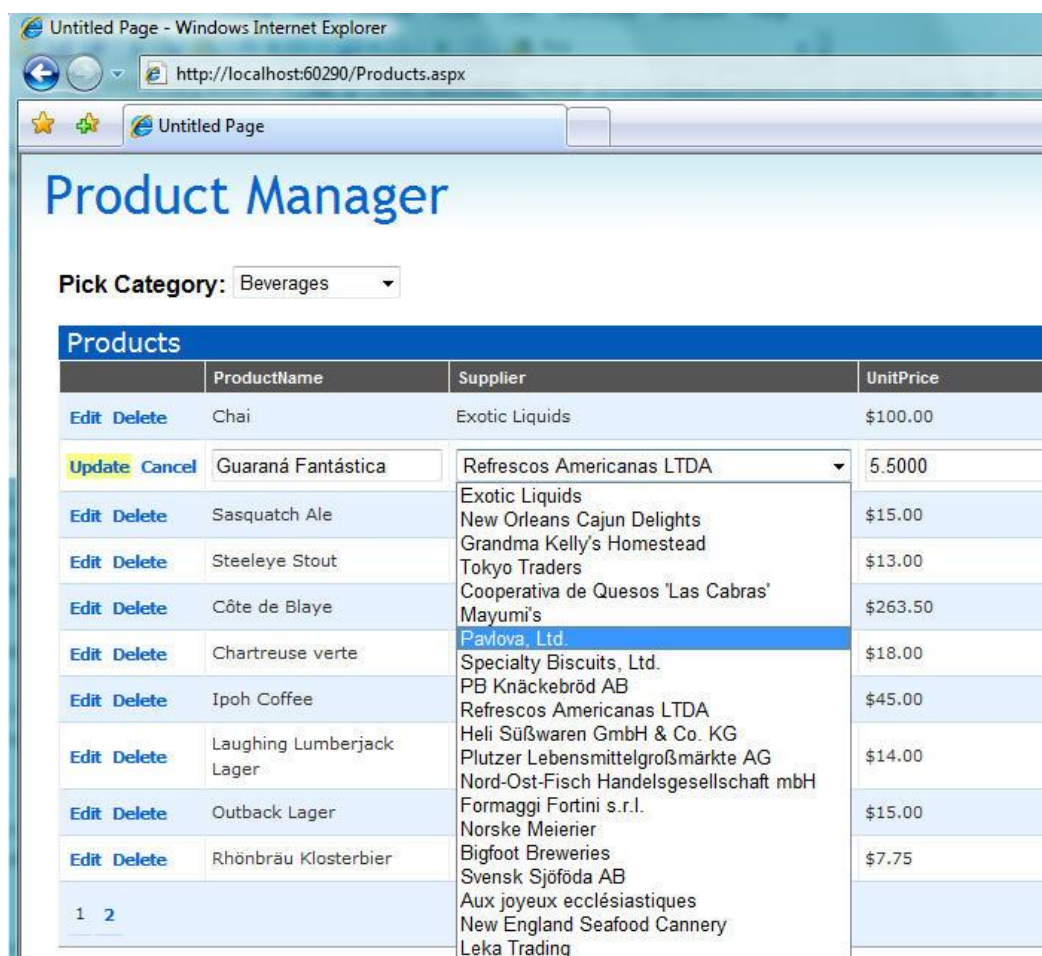 Untitled Page - Windows Internet Explorer
http://localhost:60290/Products.aspx
Untitled Page
Product Manager
Pick Category: Beverages
Products
ProductName Supplier UnitPrice
Edit Delete Chai Exotic Liquids $100.00
Update Cancel Guaraná Fantástica Refrescos Americanas LTDA 5.5000
Exotic Liquids
New Orleans Cajun Delights
Grandma Kelly's Homestead
Tokyo Traders
Cooperativa de Quesos 'Las Cabras'
Mayumi's
Pavlova, Ltd.
Specialty Biscuits, Ltd.
PB Knäckebröd AB
Refrescos Americanas LTDA
Heli Süßwaren GmbH & Co. KG
Plutzer Lebensmittelgroßmärkte AG
Nord-Ost-Fisch Handelsgesellschaft mbH
Formaggi Fortini s.r.l.
Norske Meierier
Bigfoot Breweries
Svensk Sjöföda AB
Aux joyeux ecclésiastiques
New England Seafood Cannery
Leka Trading
Edit Delete Sasquatch Ale $15.00
Edit Delete Steeleye Stout $13.00
Edit Delete Côte de Blaye $263.50
Edit Delete Chartreuse verte $18.00
Edit Delete Ipoh Coffee $45.00
Edit Delete Laughing Lumberjack $14.00
Lager
Edit Delete Outback Lager $15.00
Edit Delete Rhönbräu Klosterbier $7.75
1 2